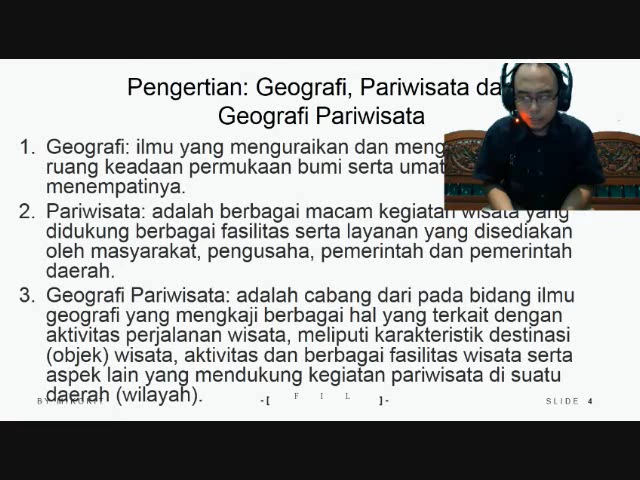 Pengertian: Geografi, Pariwisata da
Geografi Pariwisata
1. Geografi: ilmu yang menguraikan dan meng
ruang keadaan permukaan bumi serta umat
menempatinya.
2. Pariwisata: adalah berbagai macam kegiatan wisata yang
didukung berbagai fasilitas serta layanan yang disediakan
oleh masyarakat, pengusaha, pemerintah dan pemerintah
daerah.
3. Geografi Pariwisata: adalah cabang dari pada bidang ilmu
geografi yang mengkaji berbagai hal yang terkait dengan
aktivitas perjalanan wisata, meliputi karakteristik destinasi
(objek) wisata, aktivitas dan berbagai fasilitas wisata serta
aspek lain yang mendukung kegiatan pariwisata di suatu
daerah (wilayah).
BY
-[ F I L ]-
SLIDE 4